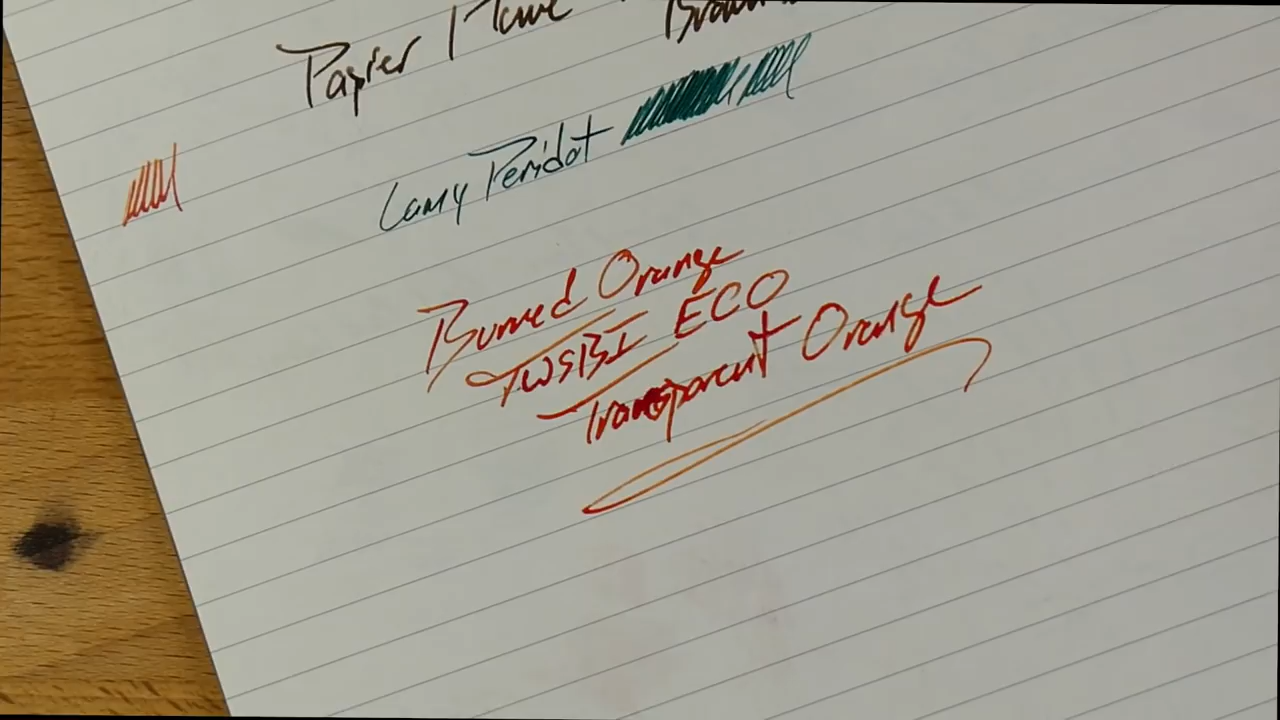 Papier Plume
Lamy Peridot
Burned Orange
TWSBI ECO
Transparent Orange